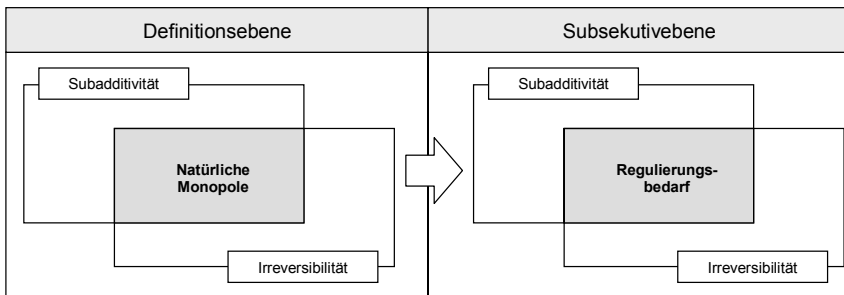 Definitionsebene
Subsekutivebene
Subadditivität
Natürliche
Monopole
Irreversibilität
Subadditivität
Regulierungs-
bedarf
Irreversibilität